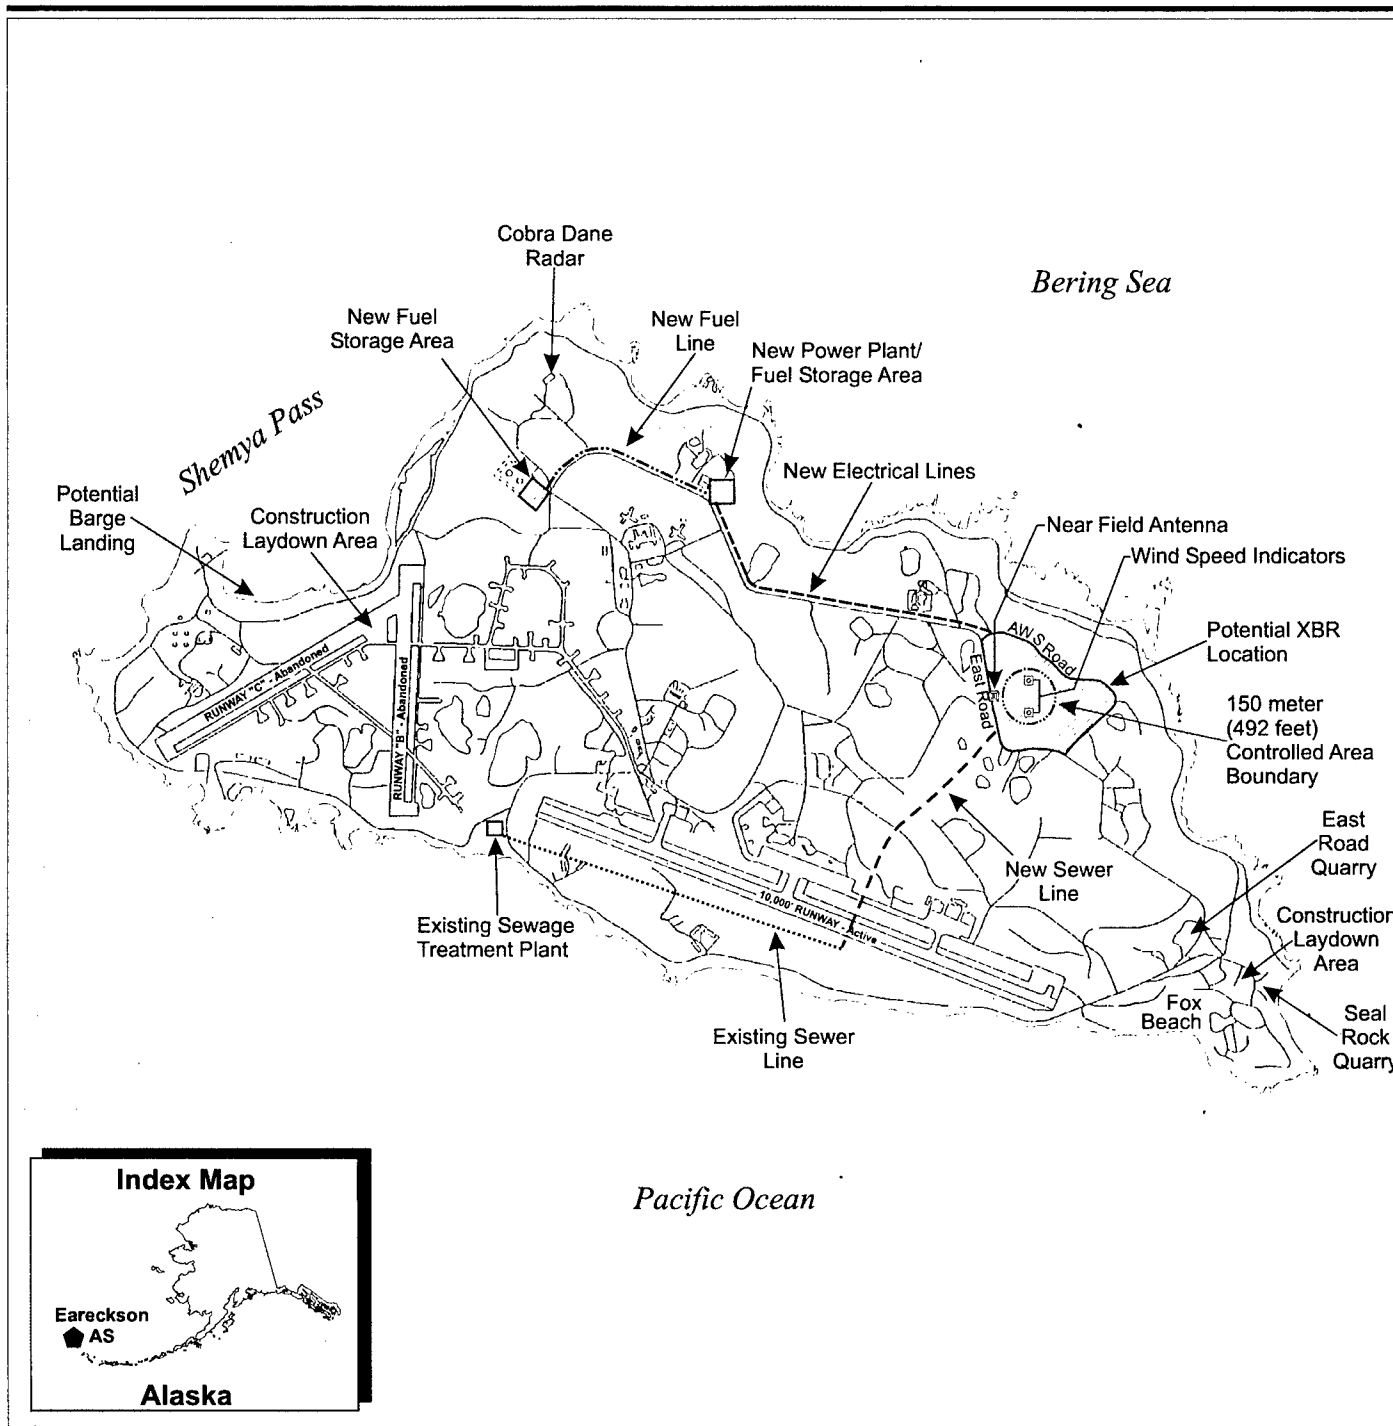 Cobra Dane
Radar
Bering Sea
New Fuel
Storage Area
New Fuel
Line
New Power Plant/
Fuel Storage Area
Shemya Pass
New Electrical Lines
Potential
Barge
Landing
Construction
Laydown Area
Near Field Antenna
Wind Speed Indicators
AWS Road
Potential XBR
Location
East Road
RUNWAY "C" - Abandoned
RUNWAY "B" - Abandoned
150 meter
(492 feet)
Controlled Area
Boundary
East
Road
Quarry
New Sewer
Line
10,000' RUNWAY - Active
Existing Sewage
Treatment Plant
Construction
Laydown
Area
Fox
Beach
Seal
Rock
Quarry
Existing Sewer
Line
Index Map
Pacific Ocean
Eareckson
AS
Alaska